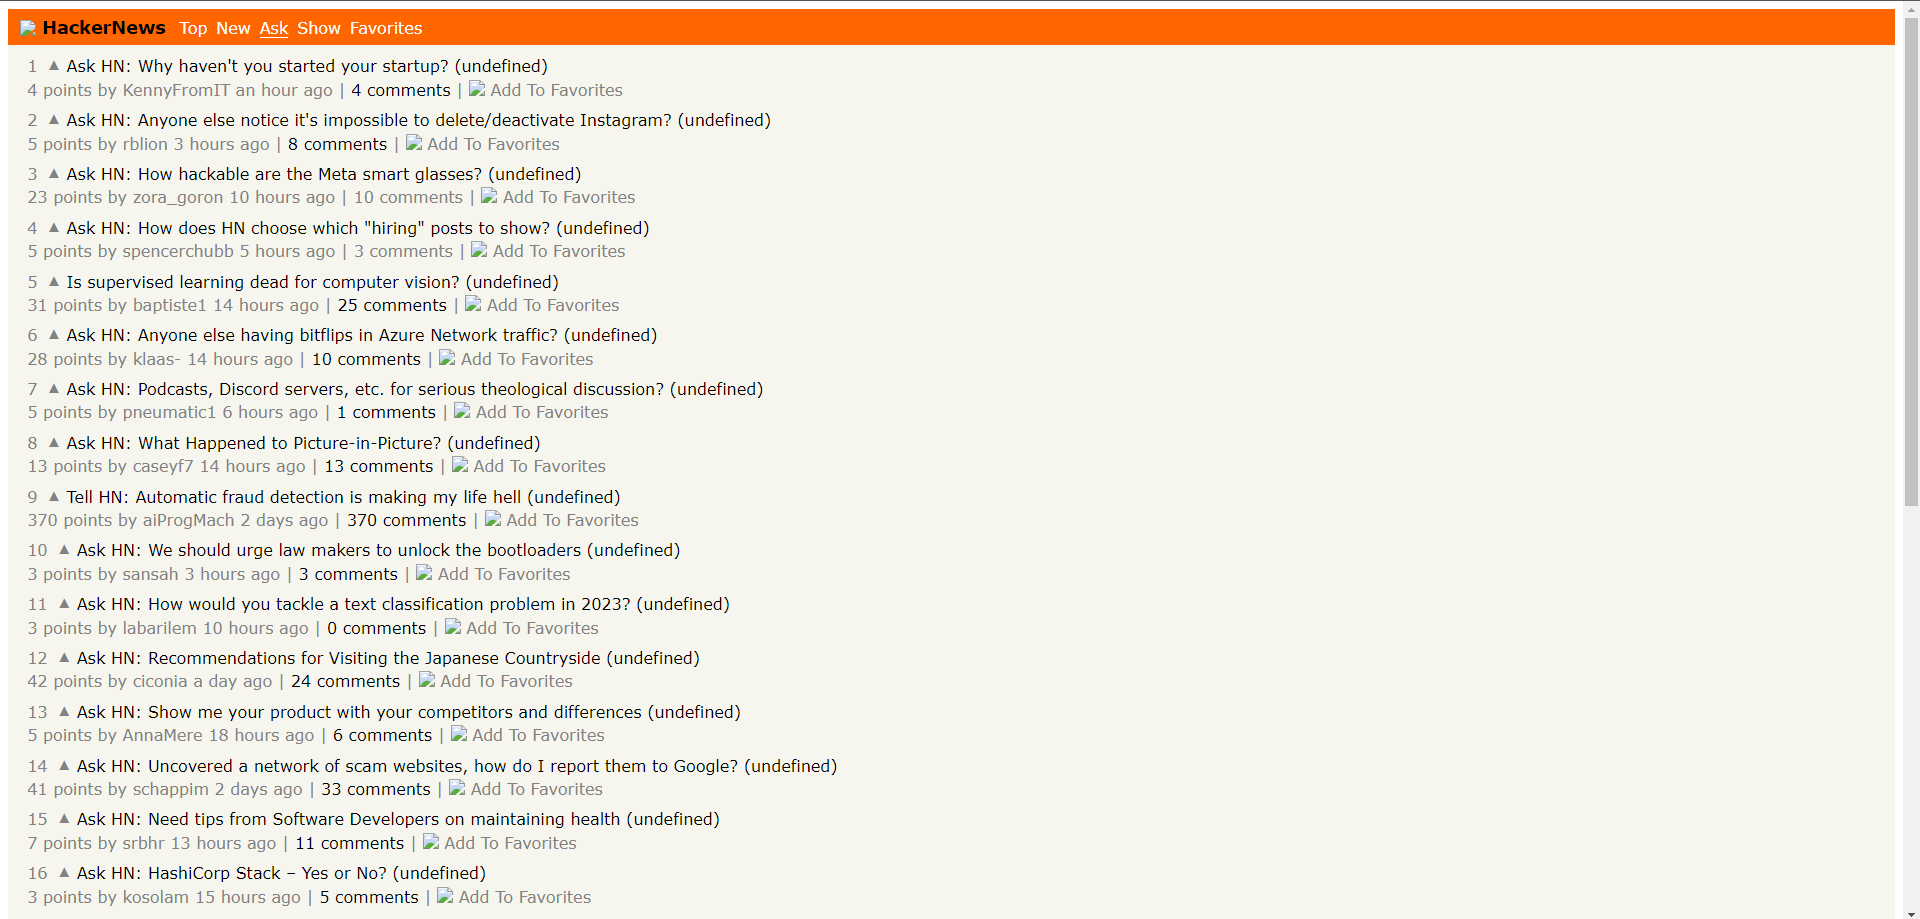 HackerNews Top New Ask Show Favorites
1 ▲ Ask HN: Why haven't you started your startup? (undefined)
4 points by KennyFromIT an hour ago | 4 comments | Add To Favorites
2 ▲ Ask HN: Anyone else notice it's impossible to delete/deactivate Instagram? (undefined)
5 points by rblion 3 hours ago | 8 comments | Add To Favorites
3 ▲ Ask HN: How hackable are the Meta smart glasses? (undefined)
23 points by zora_goron 10 hours ago | 10 comments | Add To Favorites
4 ▲ Ask HN: How does HN choose which "hiring" posts to show? (undefined)
5 points by spencerchubb 5 hours ago | 3 comments | Add To Favorites
5 ▲ Is supervised learning dead for computer vision? (undefined)
31 points by baptiste1 14 hours ago | 25 comments | Add To Favorites
6 ▲ Ask HN: Anyone else having bitflips in Azure Network traffic? (undefined)
28 points by klaas- 14 hours ago | 10 comments | Add To Favorites
7 ▲ Ask HN: Podcasts, Discord servers, etc. for serious theological discussion? (undefined)
5 points by pneumatic1 6 hours ago | 1 comments | Add To Favorites
8 ▲ Ask HN: What Happened to Picture-in-Picture? (undefined)
13 points by caseyf7 14 hours ago | 13 comments | Add To Favorites
9 ▲ Tell HN: Automatic fraud detection is making my life hell (undefined)
370 points by aiProgMach 2 days ago | 370 comments | Add To Favorites
10 ▲ Ask HN: We should urge law makers to unlock the bootloaders (undefined)
3 points by sansah 3 hours ago | 3 comments | Add To Favorites
11 ▲ Ask HN: How would you tackle a text classification problem in 2023? (undefined)
3 points by labarilem 10 hours ago | 0 comments | Add To Favorites
12 ▲ Ask HN: Recommendations for Visiting the Japanese Countryside (undefined)
42 points by ciconia a day ago | 24 comments | Add To Favorites
13 ▲ Ask HN: Show me your product with your competitors and differences (undefined)
5 points by AnnaMere 18 hours ago | 6 comments | Add To Favorites
14 ▲ Ask HN: Uncovered a network of scam websites, how do I report them to Google? (undefined)
41 points by schappim 2 days ago | 33 comments | Add To Favorites
15 ▲ Ask HN: Need tips from Software Developers on maintaining health (undefined)
7 points by srbhr 13 hours ago | 11 comments | Add To Favorites
16 ▲ Ask HN: HashiCorp Stack – Yes or No? (undefined)
3 points by kosolam 15 hours ago | 5 comments | Add To Favorites